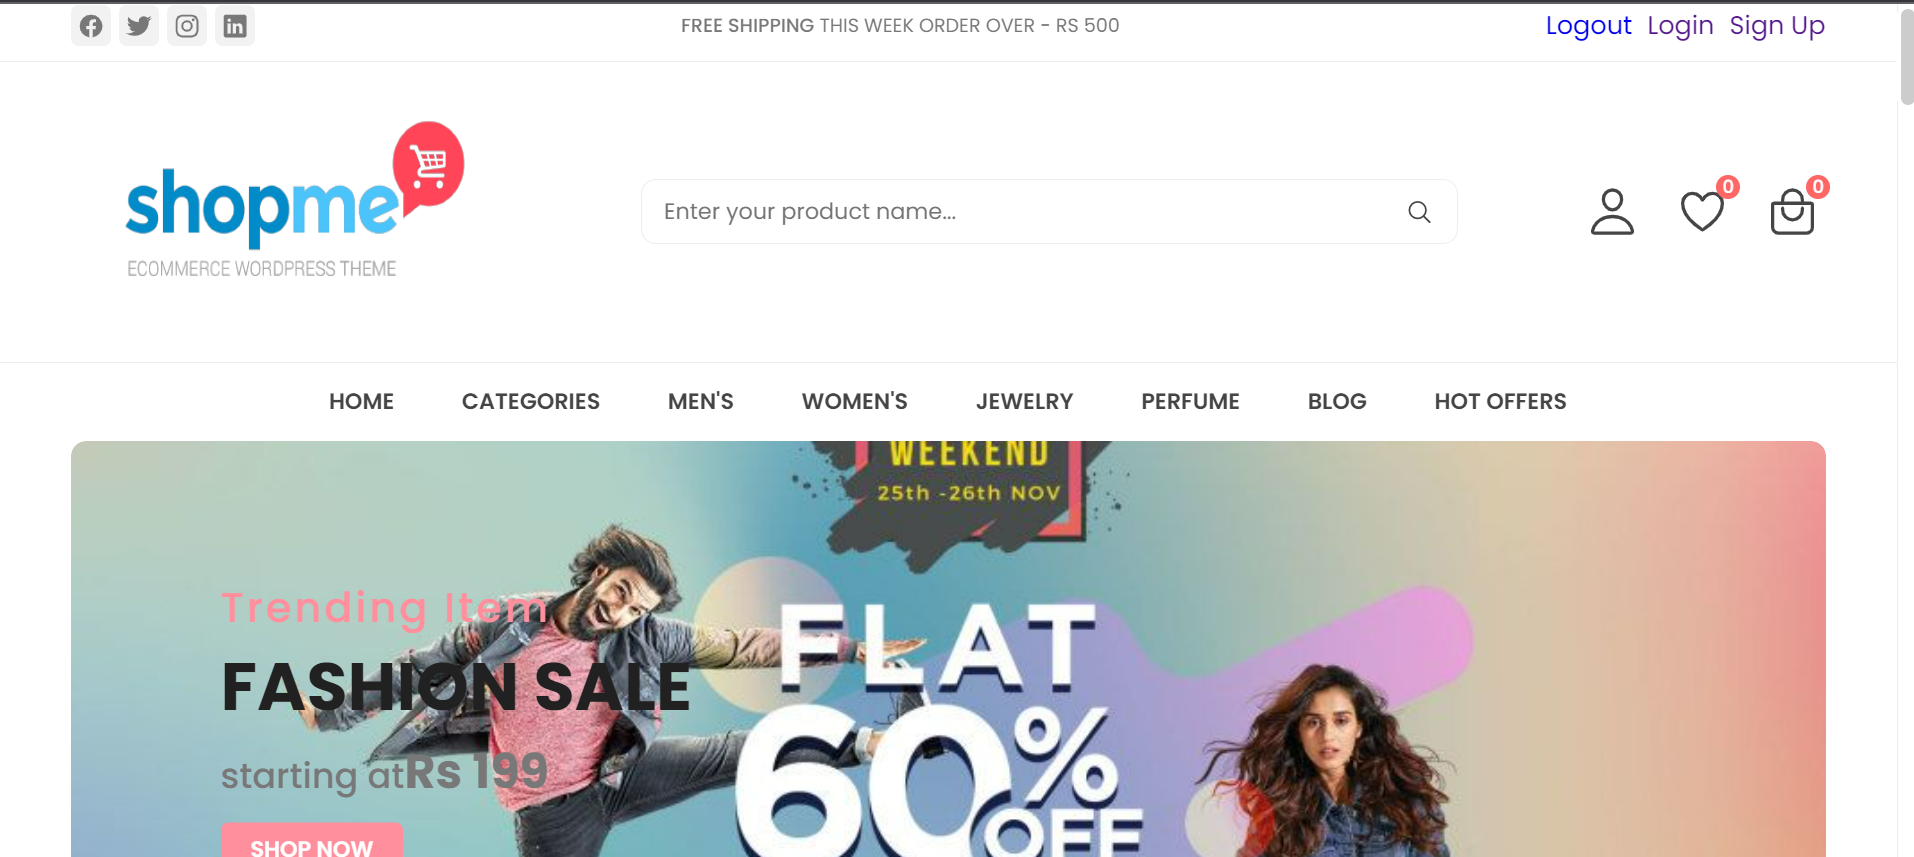 FREE SHIPPING THIS WEEK ORDER OVER - RS 500
Logout Login Sign Up
shopme
ECOMMERCE WORDPRESS THEME
Enter your product name...
0
0
HOME
CATEGORIES
MEN'S
WOMEN'S
JEWELRY
PERFUME
BLOG
HOT OFFERS
WEEKEND
25th -26th NOV
Trending Item
FASHION SALE
starting atRs 199
SHOP NOW
FLAT
60%
OFF